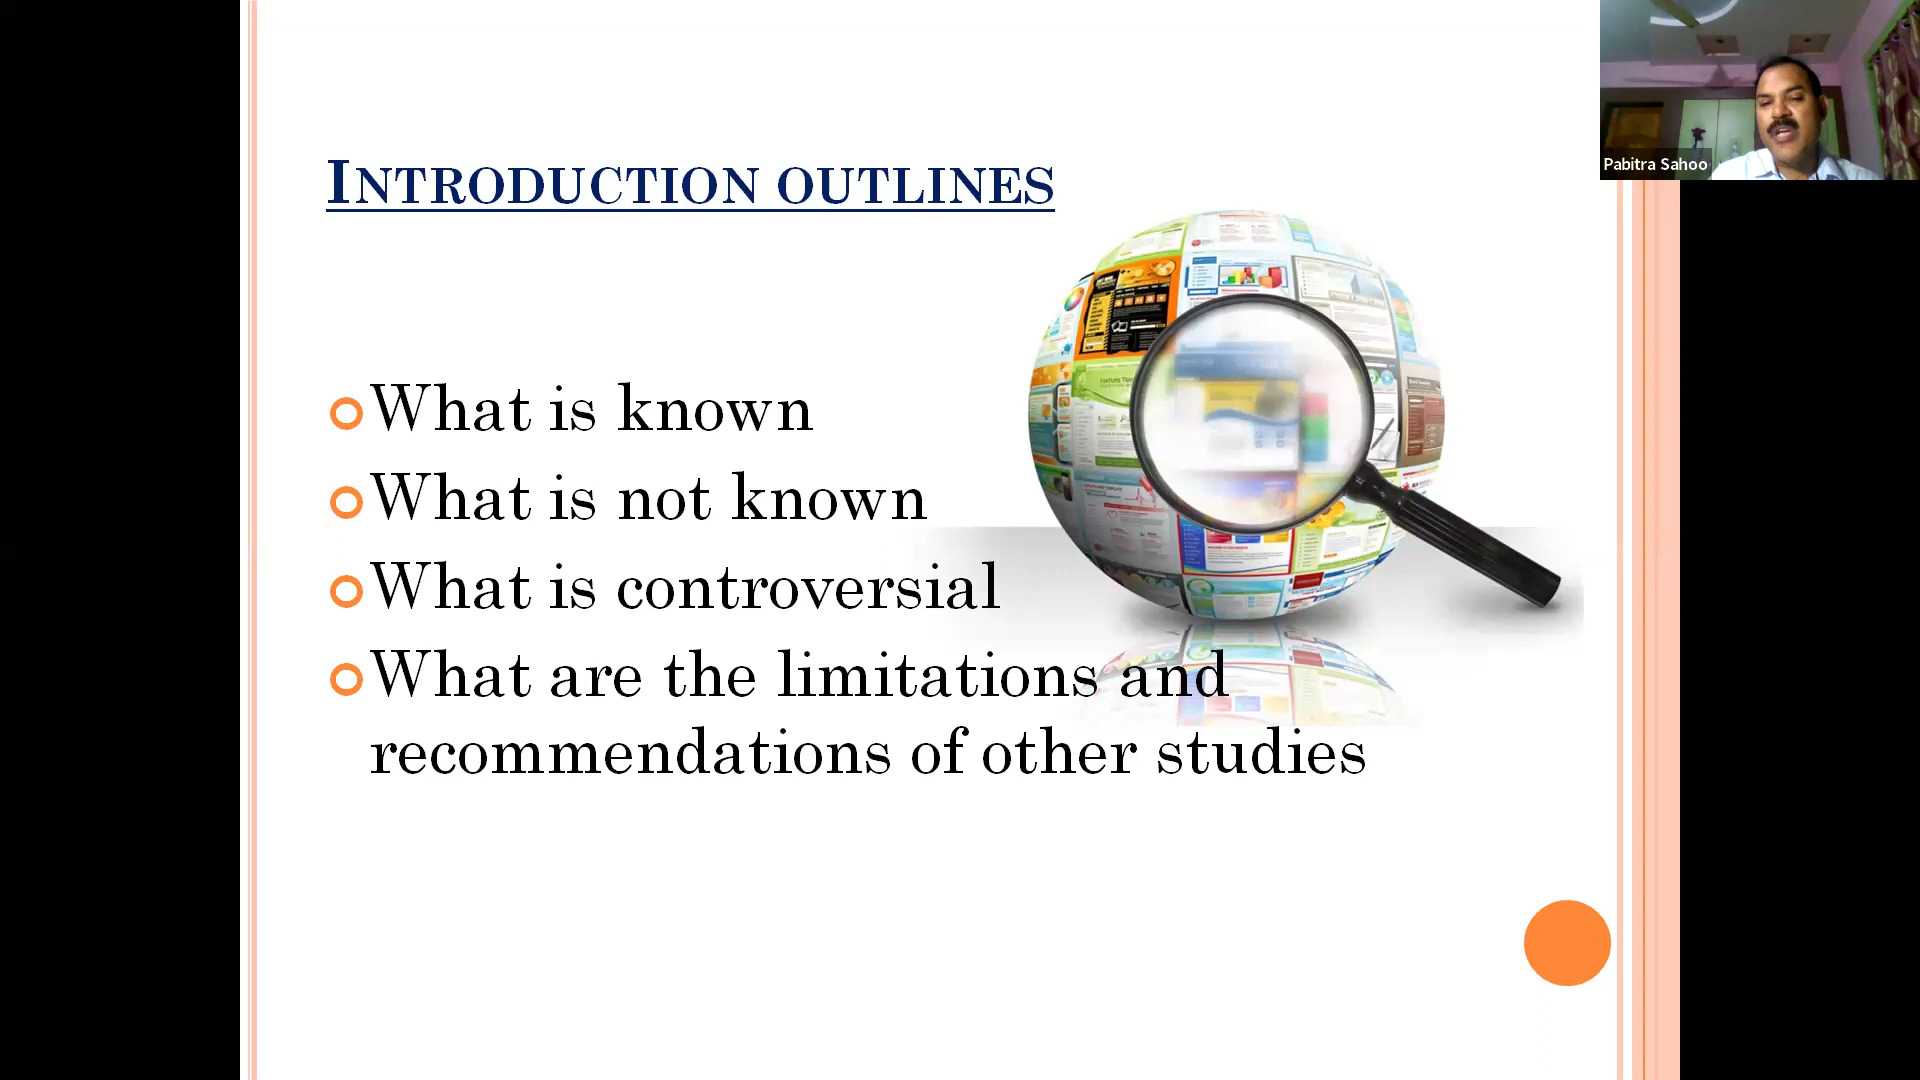 INTRODUCTION OUTLINES
Pabitra Sahoo
What is known
What is not known
What is controversial
What are the limitations and
recommendations of other studies